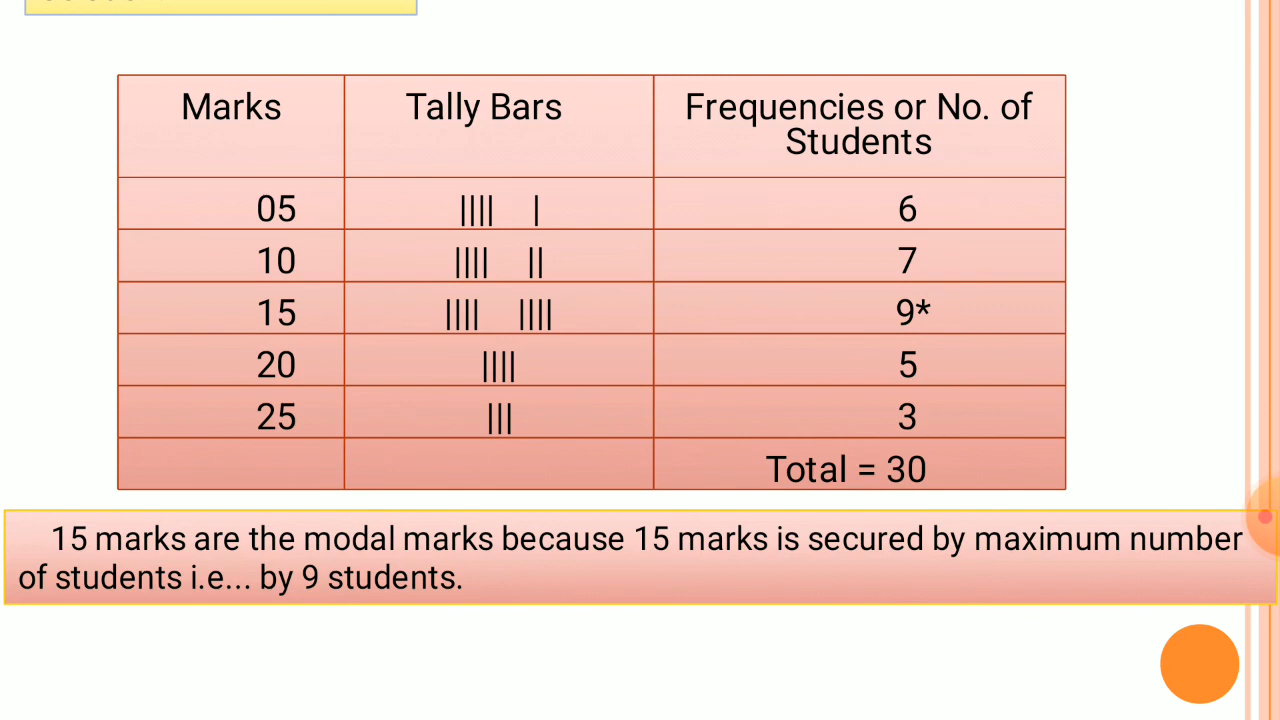 Marks Tally Bars Frequencies or No. of
Students
05 |||| | 6
10 |||| || 7
15 |||| |||| 9*
20 |||| 5
25 ||| 3
Total = 30
15 marks are the modal marks because 15 marks is secured by maximum number
of students i.e... by 9 students.